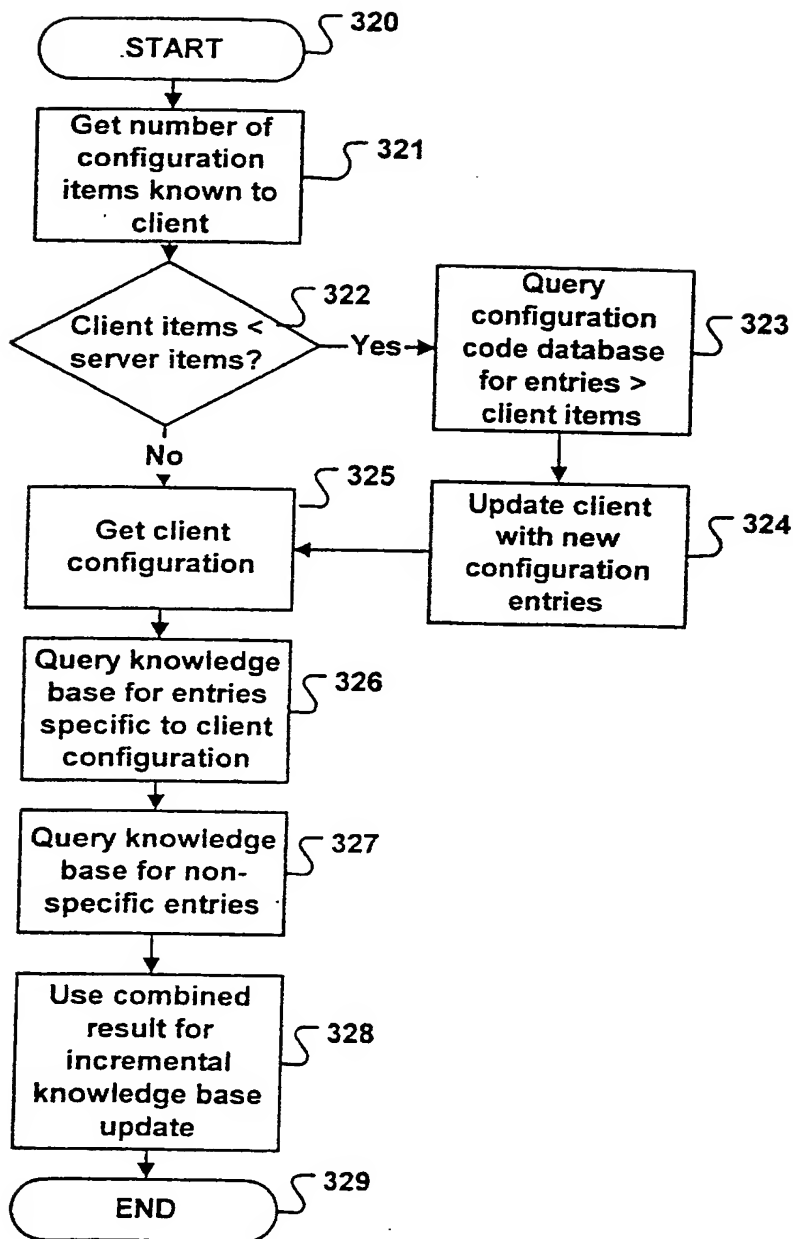 START
320
Get number of
configuration
items known to
client
321
Client items <
server items?
322
Yes
Query
configuration
code database
for entries >
client items
323
Update client
with new
configuration
entries
324
No
Get client
configuration
325
Query knowledge
base for entries
specific to client
configuration
326
Query knowledge
base for non-
specific entries
327
Use combined
result for
incremental
knowledge base
update
328
END
329